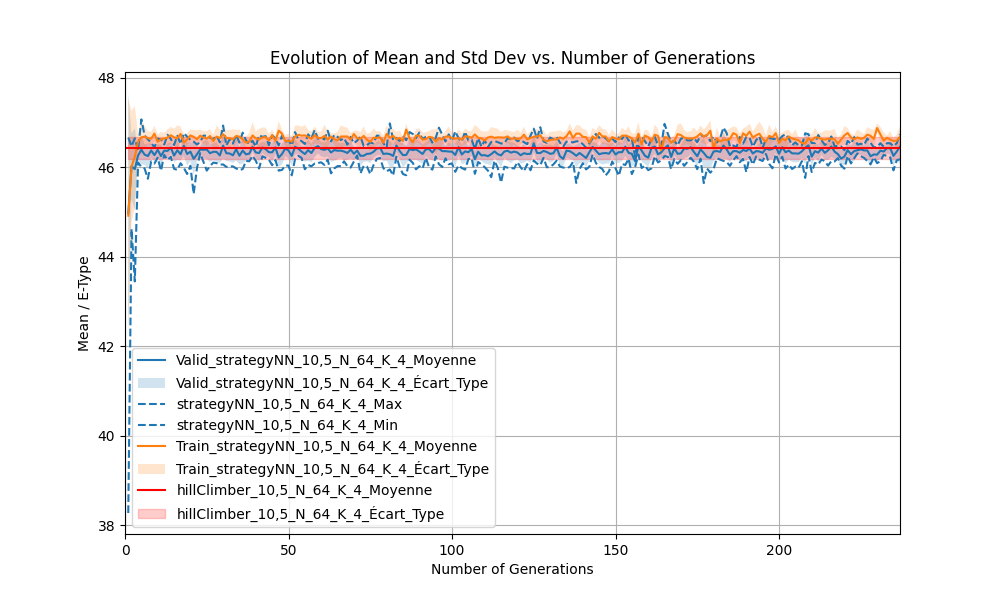 Evolution of Mean and Std Dev vs. Number of Generations
48
46
44
42
40
38
Mean / E-Type
Valid_strategyNN_10,5_N_64_K_4_Moyenne
Valid_strategyNN_10,5_N_64_K_4_Écart_Type
strategyNN_10,5_N_64_K_4_Max
strategyNN_10,5_N_64_K_4_Min
Train_strategyNN_10,5_N_64_K_4_Moyenne
Train_strategyNN_10,5_N_64_K_4_Écart_Type
hillClimber_10,5_N_64_K_4_Moyenne
hillClimber_10,5_N_64_K_4_Écart_Type
0 50 100 150 200
Number of Generations